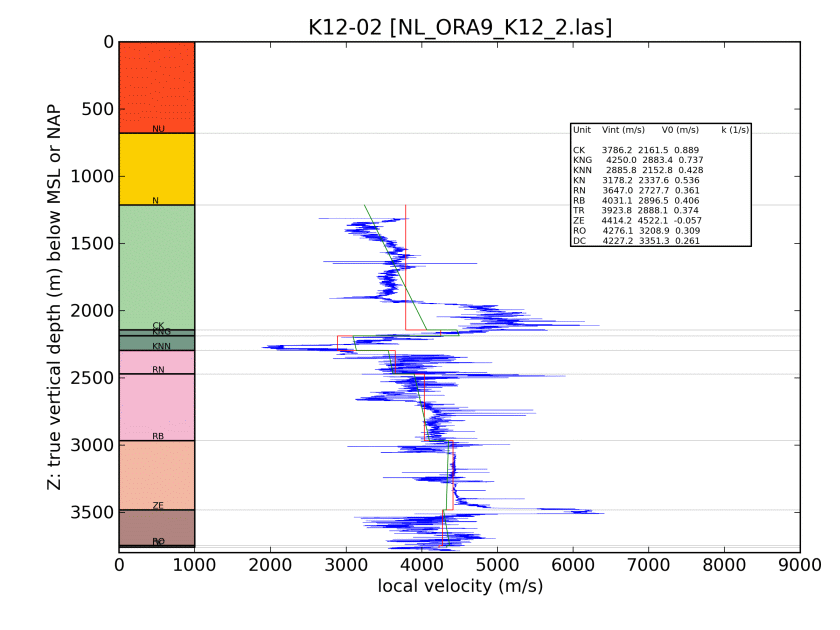 K12-02 [NL_ORA9_K12_2.las]
0
500
1000
1500
2000
2500
3000
3500
Z: true vertical depth (m) below MSL or NAP
NU
N
CK
KNG
KNN
RN
RB
ZE
RO
Unit Vint (m/s) V0 (m/s) k (1/s)
CK 3786.2 2161.5 0.889
KNG 4250.0 2883.4 0.737
KNN 2885.8 2152.8 0.428
KN 3178.2 2337.6 0.536
RN 3647.0 2727.7 0.361
RB 4031.1 2896.5 0.406
TR 3923.8 2888.1 0.374
ZE 4414.2 4522.1 -0.057
RO 4276.1 3208.9 0.309
DC 4227.2 3351.3 0.261
0 1000 2000 3000 4000 5000 6000 7000 8000 9000
local velocity (m/s)